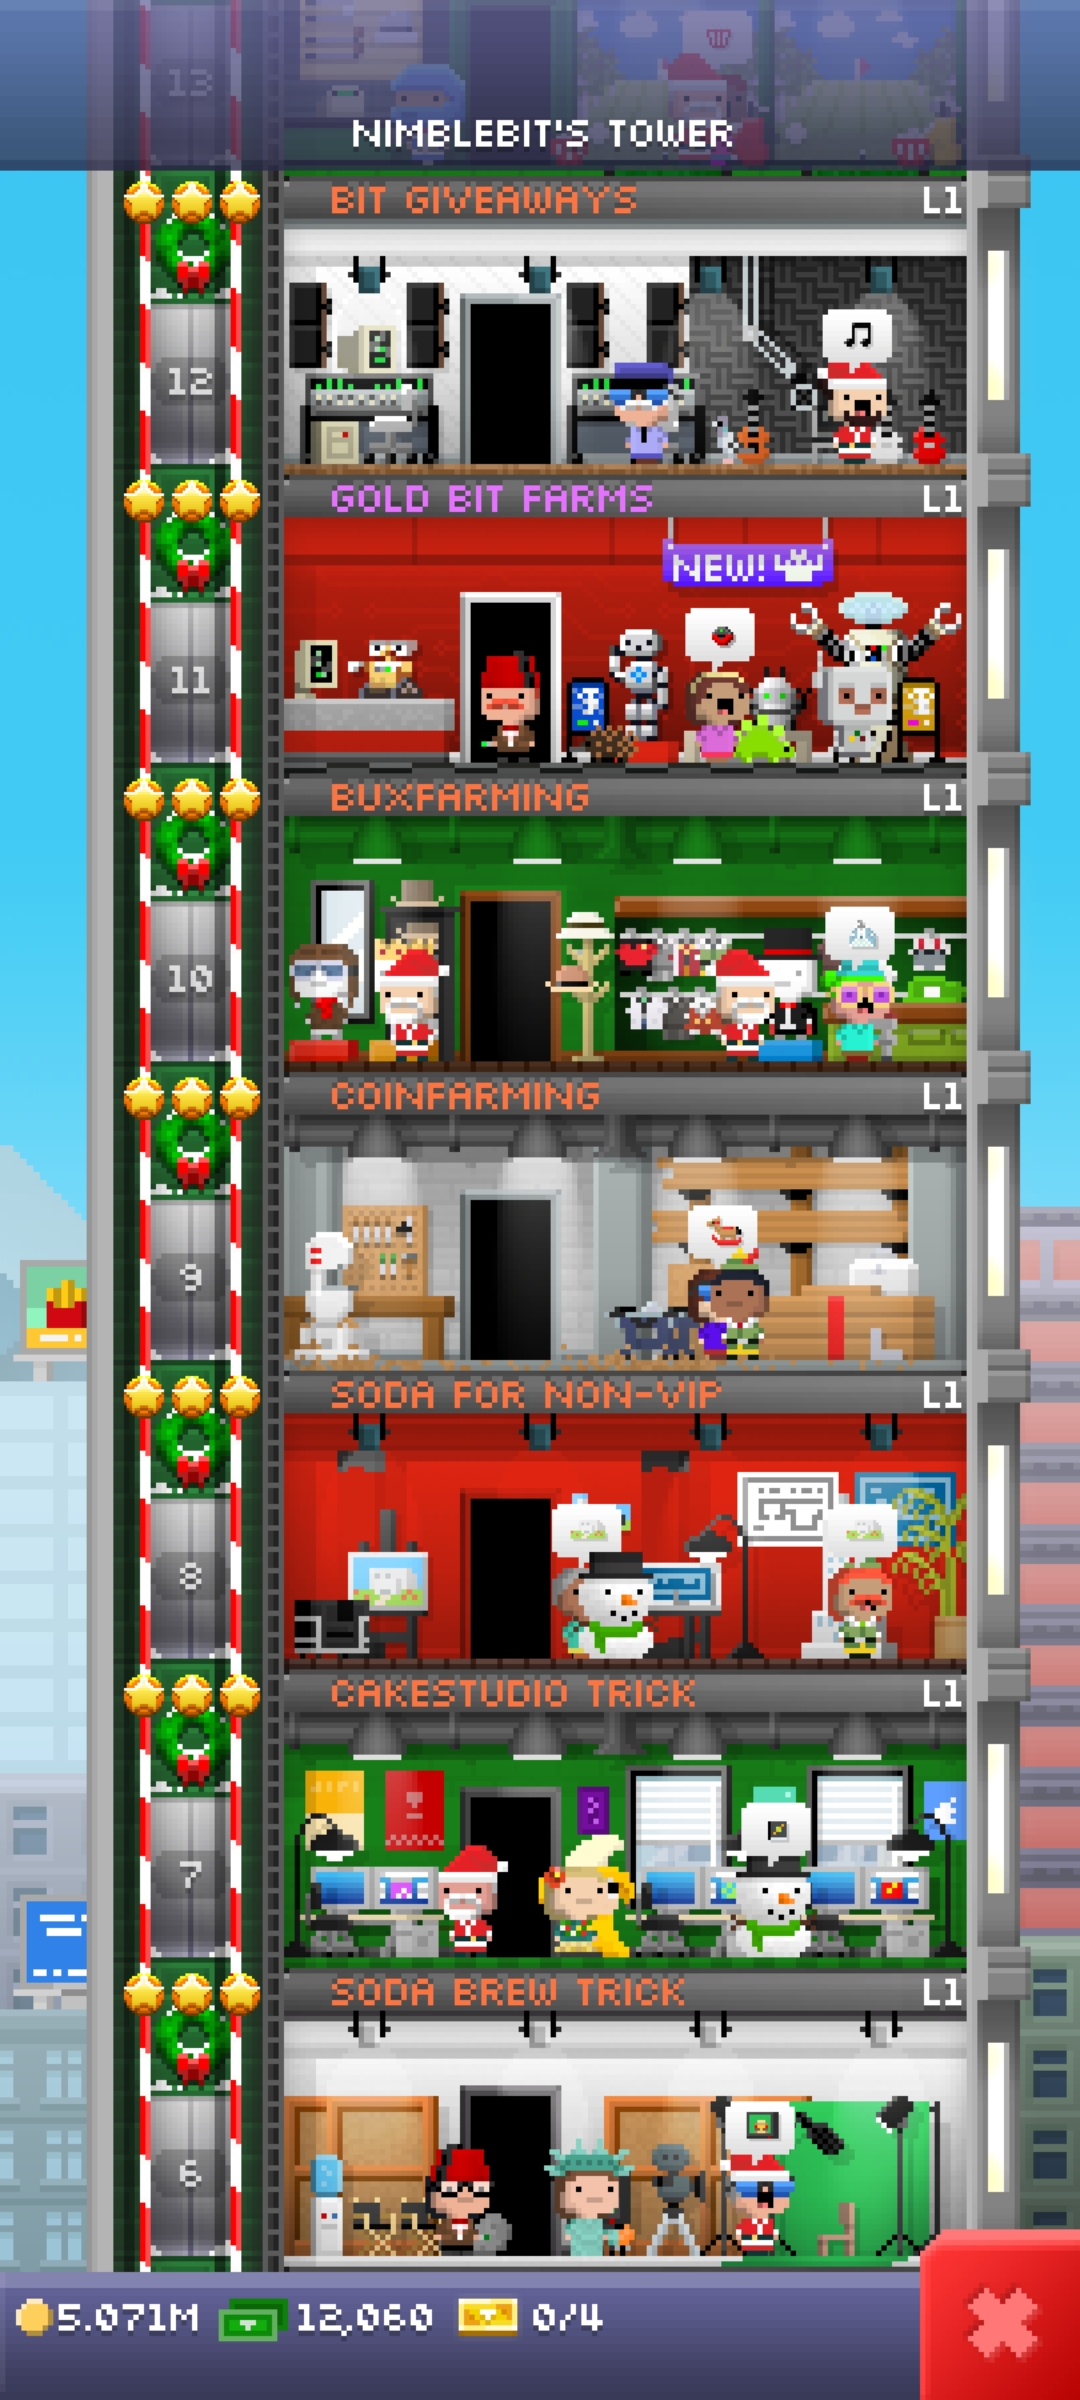 13
NIMBLEBIT'S TOWER
BIT GIVEAWAYS L1
12
GOLD BIT FARMS L1
NEW!
11
BUXFARMING L1
10
COINFARMING L1
9
SODA FOR NON-VIP L1
8
CAKESTUDIO TRICK L1
7
SODA BREW TRICK L1
6
5.071M 12,060 0/4